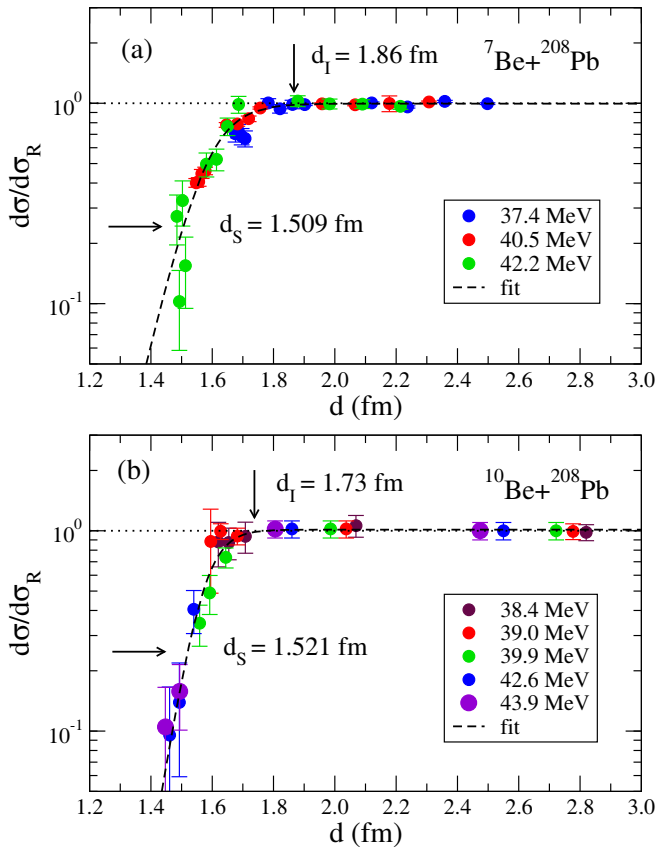 (a)
d_I = 1.86 fm
^7Be+^208Pb
10^0
dσ/dσ_R
d_S = 1.509 fm
37.4 MeV
40.5 MeV
42.2 MeV
fit
10^-1
1.2 1.4 1.6 1.8 2.0 2.2 2.4 2.6 2.8 3.0
d (fm)
(b)
d_I = 1.73 fm
^10Be+^208Pb
10^0
dσ/dσ_R
d_S = 1.521 fm
38.4 MeV
39.0 MeV
39.9 MeV
42.6 MeV
43.9 MeV
fit
10^-1
1.2 1.4 1.6 1.8 2.0 2.2 2.4 2.6 2.8 3.0
d (fm)